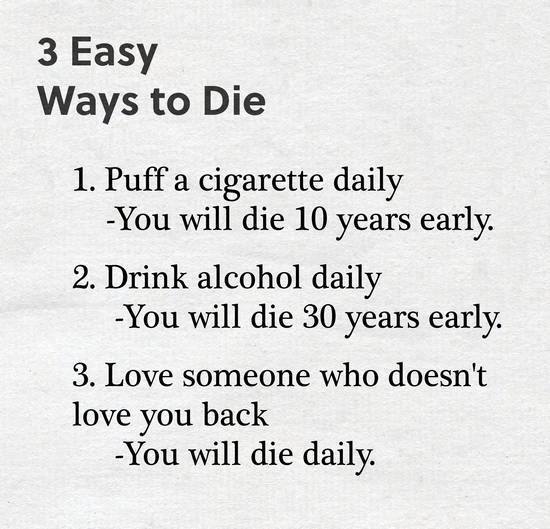 3 Easy
Ways to Die
1. Puff a cigarette daily
-You will die 10 years early.
2. Drink alcohol daily
-You will die 30 years early.
3. Love someone who doesn't
love you back
-You will die daily.